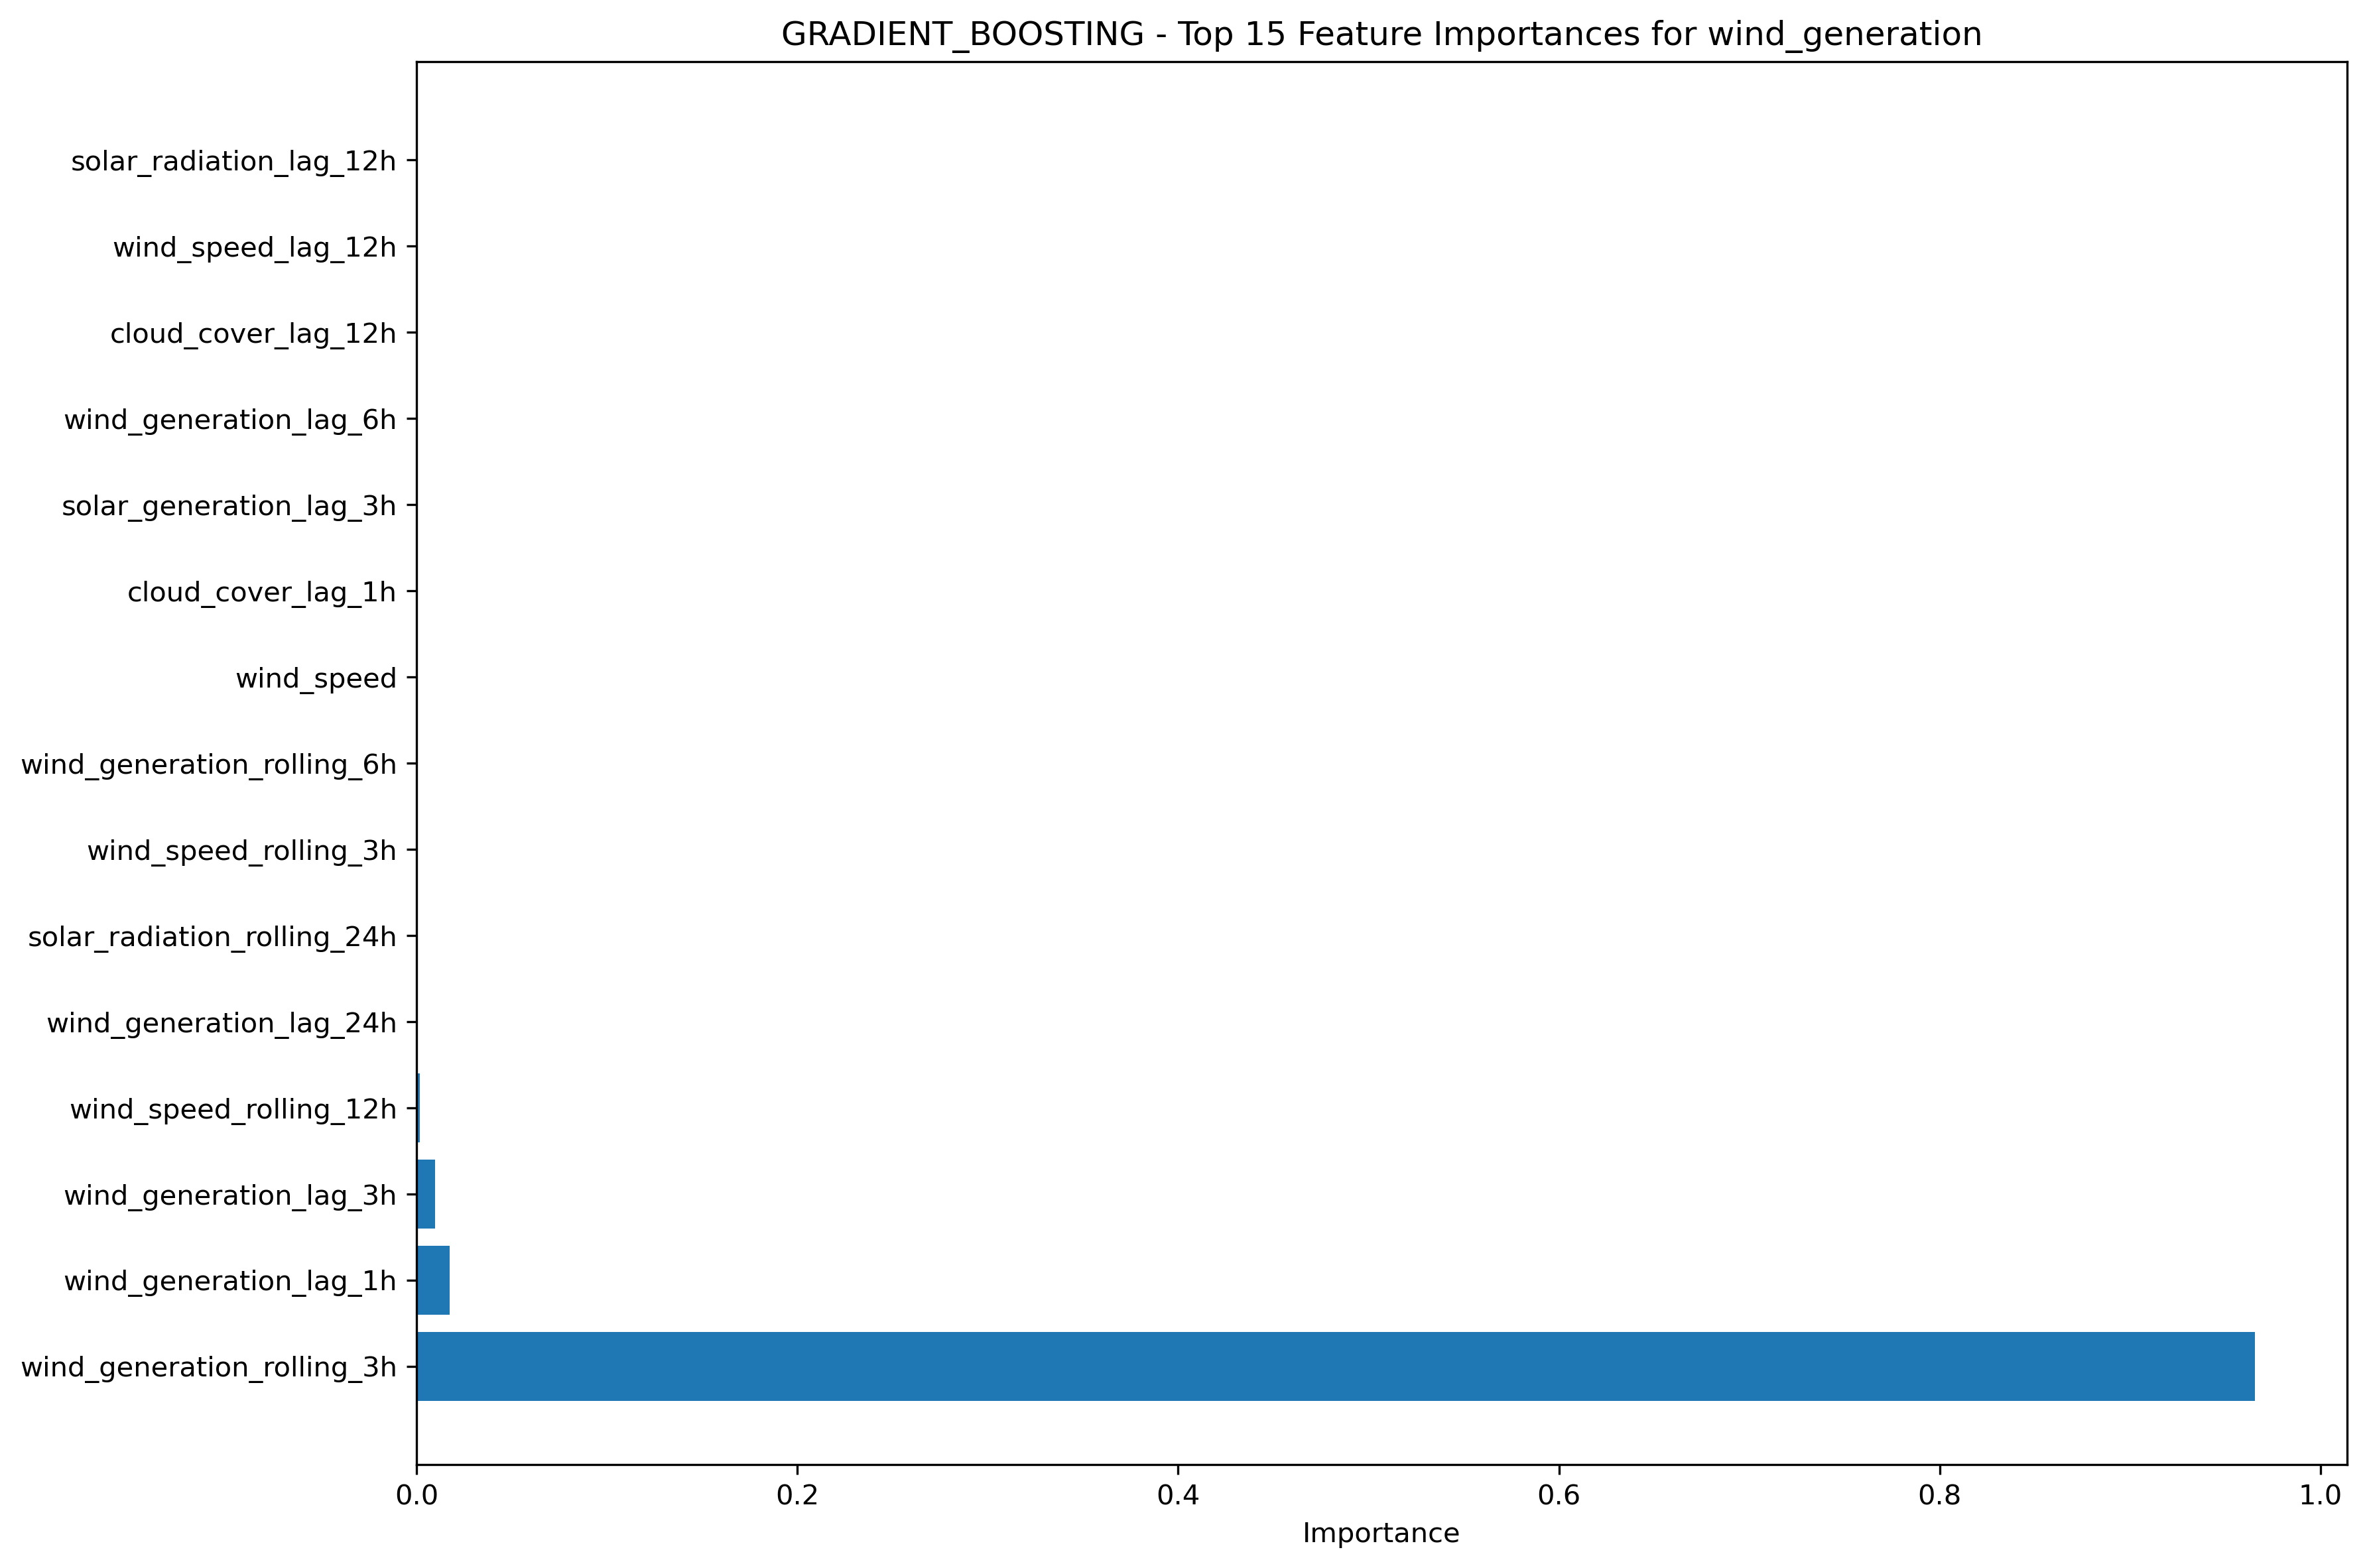 GRADIENT_BOOSTING - Top 15 Feature Importances for wind_generation
solar_radiation_lag_12h
wind_speed_lag_12h
cloud_cover_lag_12h
wind_generation_lag_6h
solar_generation_lag_3h
cloud_cover_lag_1h
wind_speed
wind_generation_rolling_6h
wind_speed_rolling_3h
solar_radiation_rolling_24h
wind_generation_lag_24h
wind_speed_rolling_12h
wind_generation_lag_3h
wind_generation_lag_1h
wind_generation_rolling_3h
0.0 0.2 0.4 0.6 0.8 1.0
Importance